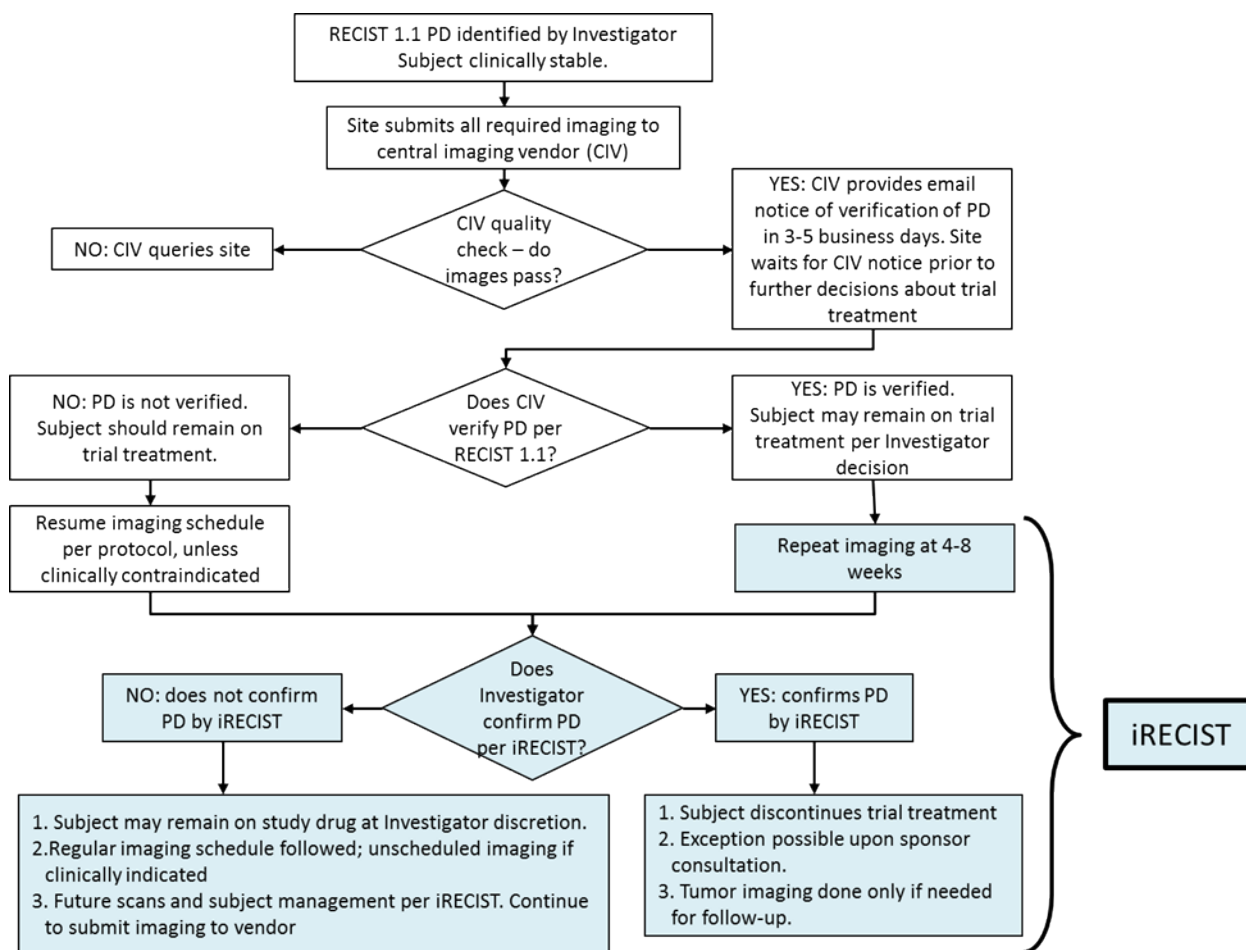 RECIST 1.1 PD identified by Investigator
Subject clinically stable.
Site submits all required imaging to
central imaging vendor (CIV)
CIV quality
check – do
images pass?
NO: CIV queries site
YES: CIV provides email
notice of verification of PD
in 3-5 business days. Site
waits for CIV notice prior to
further decisions about trial
treatment
NO: PD is not verified.
Subject should remain on
trial treatment.
Does CIV
verify PD per
RECIST 1.1?
YES: PD is verified.
Subject may remain on trial
treatment per Investigator
decision
Resume imaging schedule
per protocol, unless
clinically contraindicated
Repeat imaging at 4-8
weeks
Does
Investigator
confirm PD
per iRECIST?
NO: does not confirm
PD by iRECIST
YES: confirms PD
by iRECIST
iRECIST
1. Subject may remain on study drug at Investigator discretion.
2.Regular imaging schedule followed; unscheduled imaging if
clinically indicated
3. Future scans and subject management per iRECIST. Continue
to submit imaging to vendor
1. Subject discontinues trial treatment
2. Exception possible upon sponsor
consultation.
3. Tumor imaging done only if needed
for follow-up.